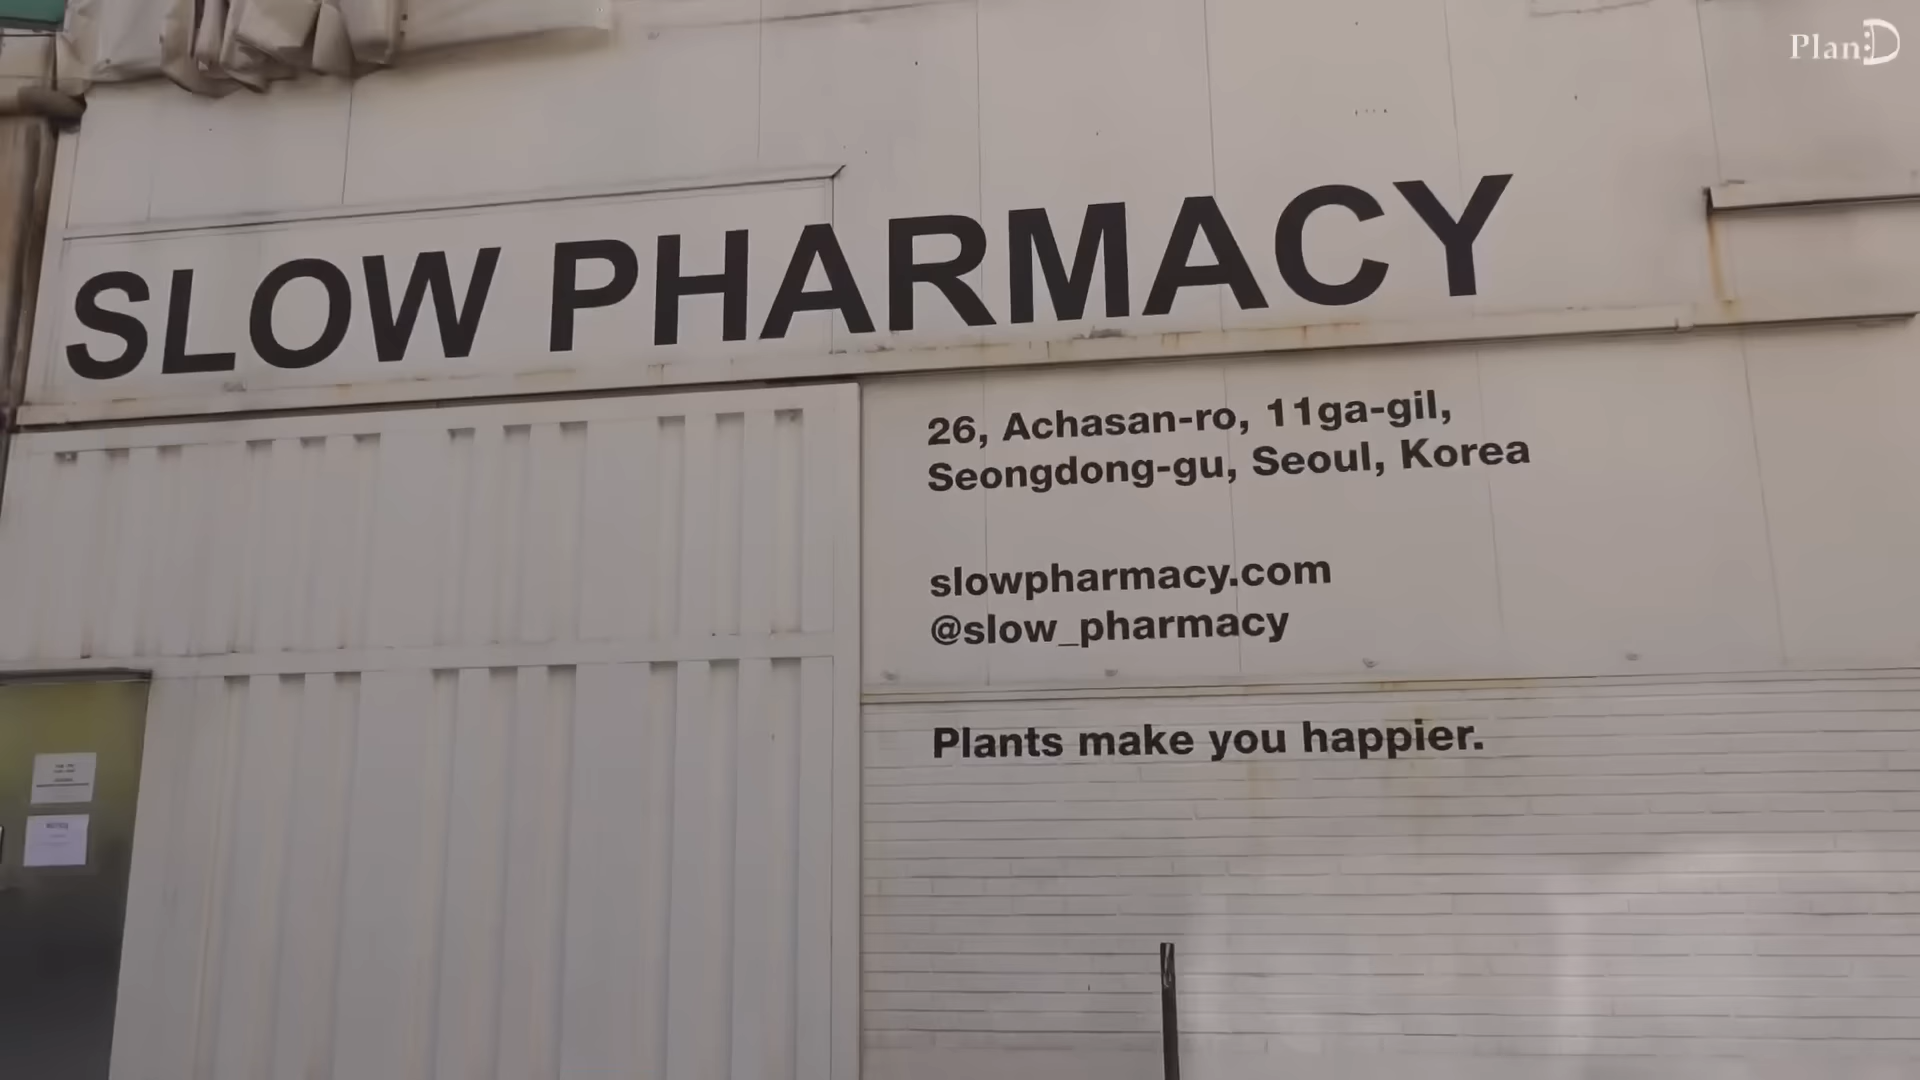 Plan:D
SLOW PHARMACY
26, Achasan-ro, 11ga-gil,
Seongdong-gu, Seoul, Korea
slowpharmacy.com
@slow_pharmacy
Plants make you happier.